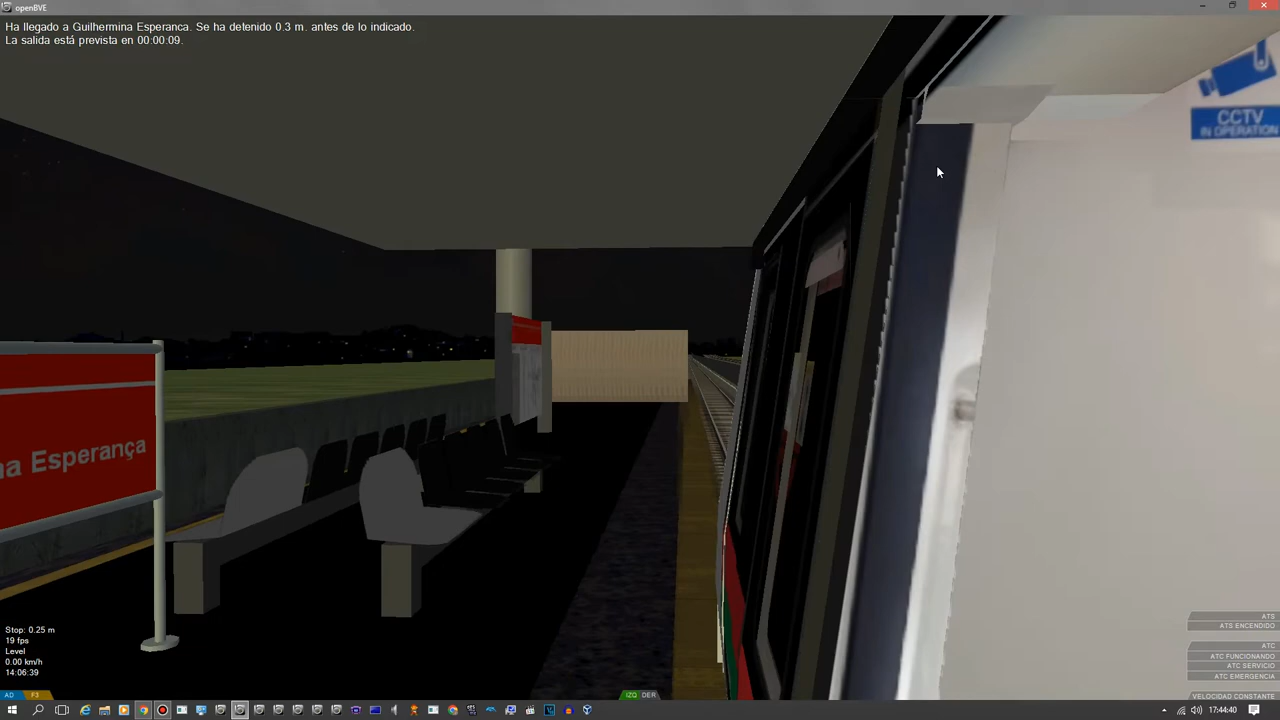 openBVE
Ha llegado a Guilhermina Esperanca. Se ha detenido 0.3 m. antes de lo indicado.
La salida está prevista en 00:00:09.
CCTV
IN OPERATION
na Esperança
Stop: 0.25 m
19 fps
Level
0.00 km/h
14:06:39
ATS
ATS ENCENDIDO
ATC
ATC FUNCIONANDO
ATC SERVICIO
ATC EMERGENCIA
VELOCIDAD CONSTANTE
AD F3
IZQ DER
17:44:40